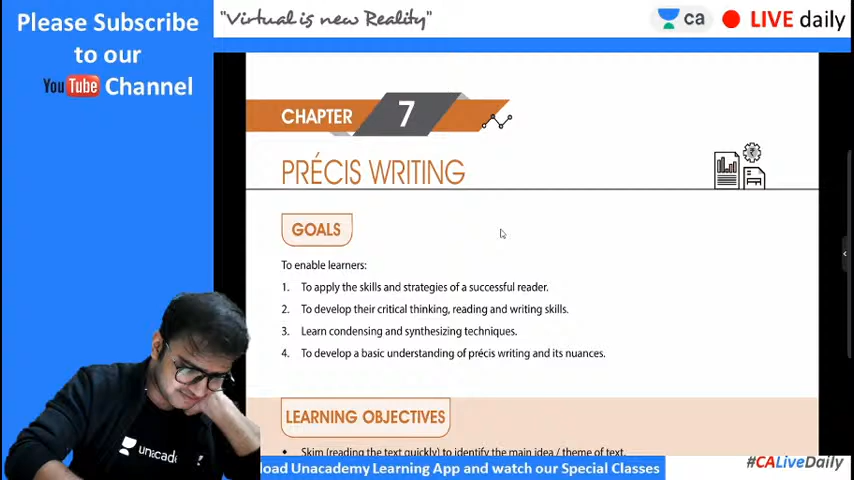 Please Subscribe
to our
YouTube Channel
"Virtual is new Reality"
ca
LIVE daily
CHAPTER 7
PRÉCIS WRITING
GOALS
To enable learners:
1. To apply the skills and strategies of a successful reader.
2. To develop their critical thinking, reading and writing skills.
3. Learn condensing and synthesizing techniques.
4. To develop a basic understanding of précis writing and its nuances.
LEARNING OBJECTIVES
• Skim (reading the text quickly) to identify the main idea / theme of text.
unacade
load Unacademy Learning App and watch our Special Classes
#CALiveDaily